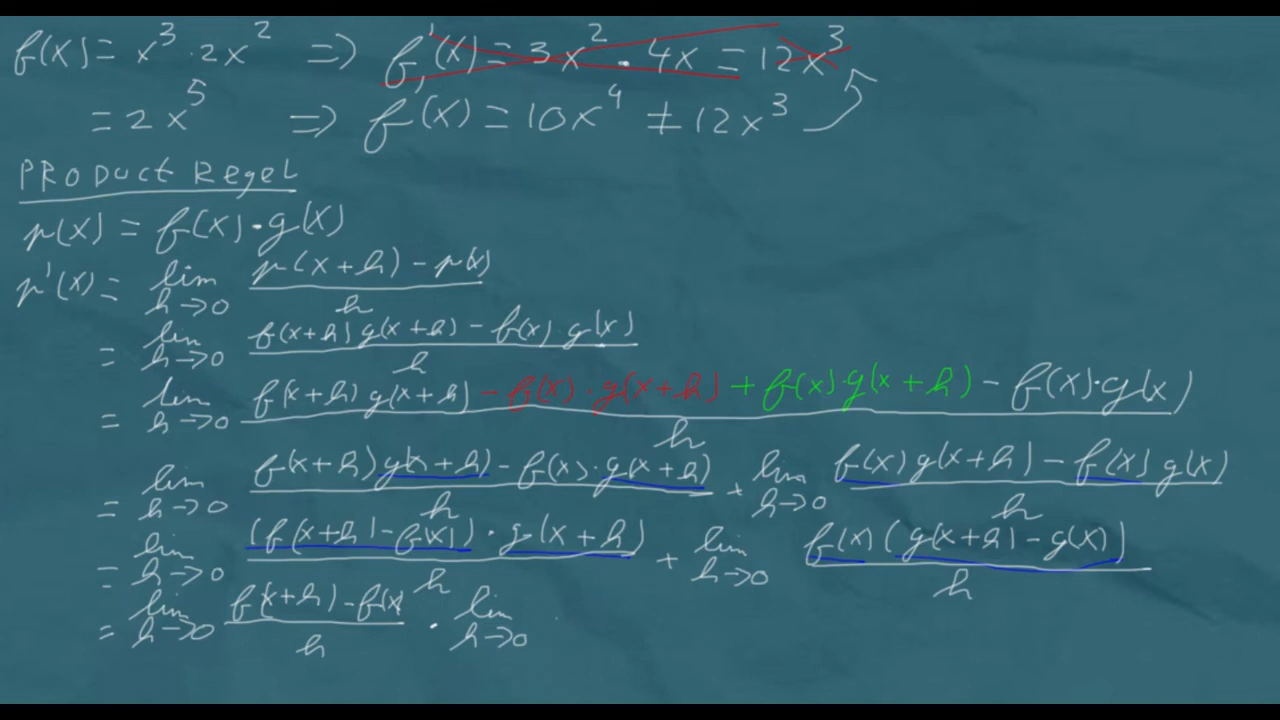 f(x) = x³ · 2x² ⇒ f'(x) = 3x² · 4x = 12x³
= 2x⁵ ⇒ f'(x) = 10x⁴ ≠ 12x³
PRODuct Regel
p(x) = f(x) · g(x)
p'(x) = lim h→0 (p(x+h) - p(x))/h
= lim h→0 (f(x+h) g(x+h) - f(x) · g(x))/h
= lim h→0 (f(x+h) g(x+h) - f(x) · g(x+h) + f(x) g(x+h) - f(x) · g(x))/h
= lim h→0 (f(x+h) g(x+h) - f(x) · g(x+h))/h + lim h→0 (f(x) g(x+h) - f(x) g(x))/h
= lim h→0 ((f(x+h) - f(x)) · g(x+h))/h + lim h→0 (f(x) (g(x+h) - g(x)))/h
= lim h→0 (f(x+h) - f(x))/h · lim h→0